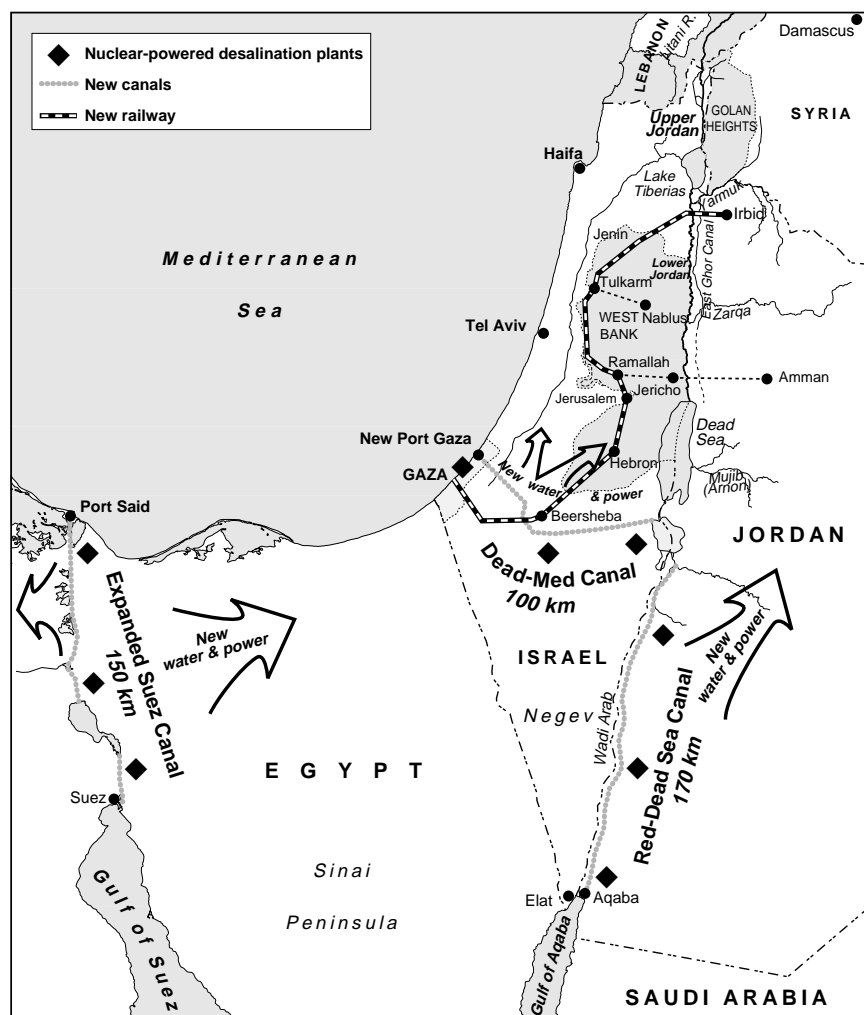 Nuclear-powered desalination plants
New canals
New railway
LEBANON
Litani R.
Damascus
GOLAN
HEIGHTS
SYRIA
Upper
Jordan
Haifa
Lake
Tiberias
Yarmuk
Irbid
Mediterranean
Sea
Jenin
Lower
Jordan
East Ghor Canal
Tulkarm
WEST
BANK
Nablus
Zarqa
Tel Aviv
Ramallah
Jericho
Amman
Jerusalem
New Port Gaza
GAZA
Dead
Sea
Hebron
New water
& power
Mujib
(Arnon)
Port Said
Beersheba
JORDAN
Dead-Med Canal
100 km
Expanded Suez Canal
150 km
New
water & power
New
water & power
ISRAEL
Negev
Wadi Arab
Red-Dead Sea Canal
170 km
EGYPT
Suez
Sinai
Peninsula
Elat
Aqaba
Gulf of Suez
Gulf of Aqaba
SAUDI ARABIA